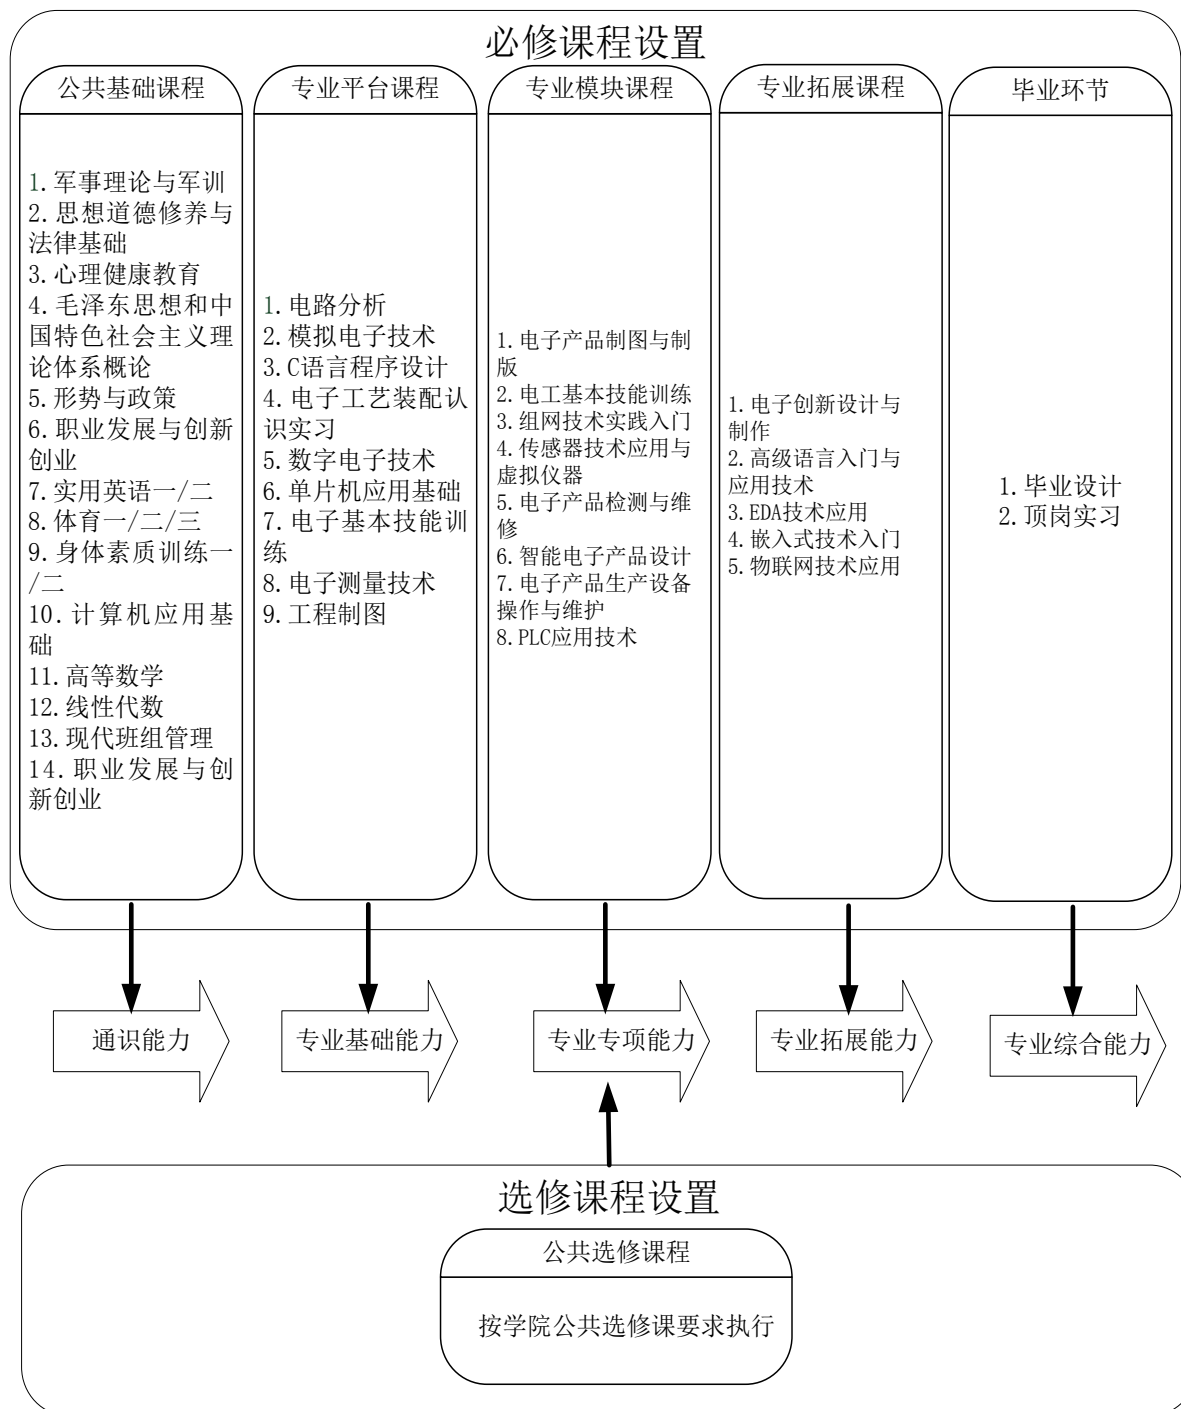 必修课程设置
公共基础课程
1.军事理论与军训
2.思想道德修养与
法律基础
3.心理健康教育
4.毛泽东思想和中
国特色社会主义理
论体系概论
5.形势与政策
6.职业发展与创新
创业
7.实用英语一/二
8.体育一/二/三
9.身体素质训练一
/二
10.计算机应用基
础
11.高等数学
12.线性代数
13.现代班组管理
14.职业发展与创
新创业
专业平台课程
1.电路分析
2.模拟电子技术
3.C语言程序设计
4.电子工艺装配认
识实习
5.数字电子技术
6.单片机应用基础
7.电子基本技能训
练
8.电子测量技术
9.工程制图
专业模块课程
1.电子产品制图与制
版
2.电工基本技能训练
3.组网技术实践入门
4.传感器技术应用与
虚拟仪器
5.电子产品检测与维
修
6.智能电子产品设计
7.电子产品生产设备
操作与维护
8.PLC应用技术
专业拓展课程
1.电子创新设计与
制作
2.高级语言入门与
应用技术
3.EDA技术应用
4.嵌入式技术入门
5.物联网技术应用
毕业环节
1.毕业设计
2.顶岗实习
通识能力
专业基础能力
专业专项能力
专业拓展能力
专业综合能力
选修课程设置
公共选修课程
按学院公共选修课要求执行